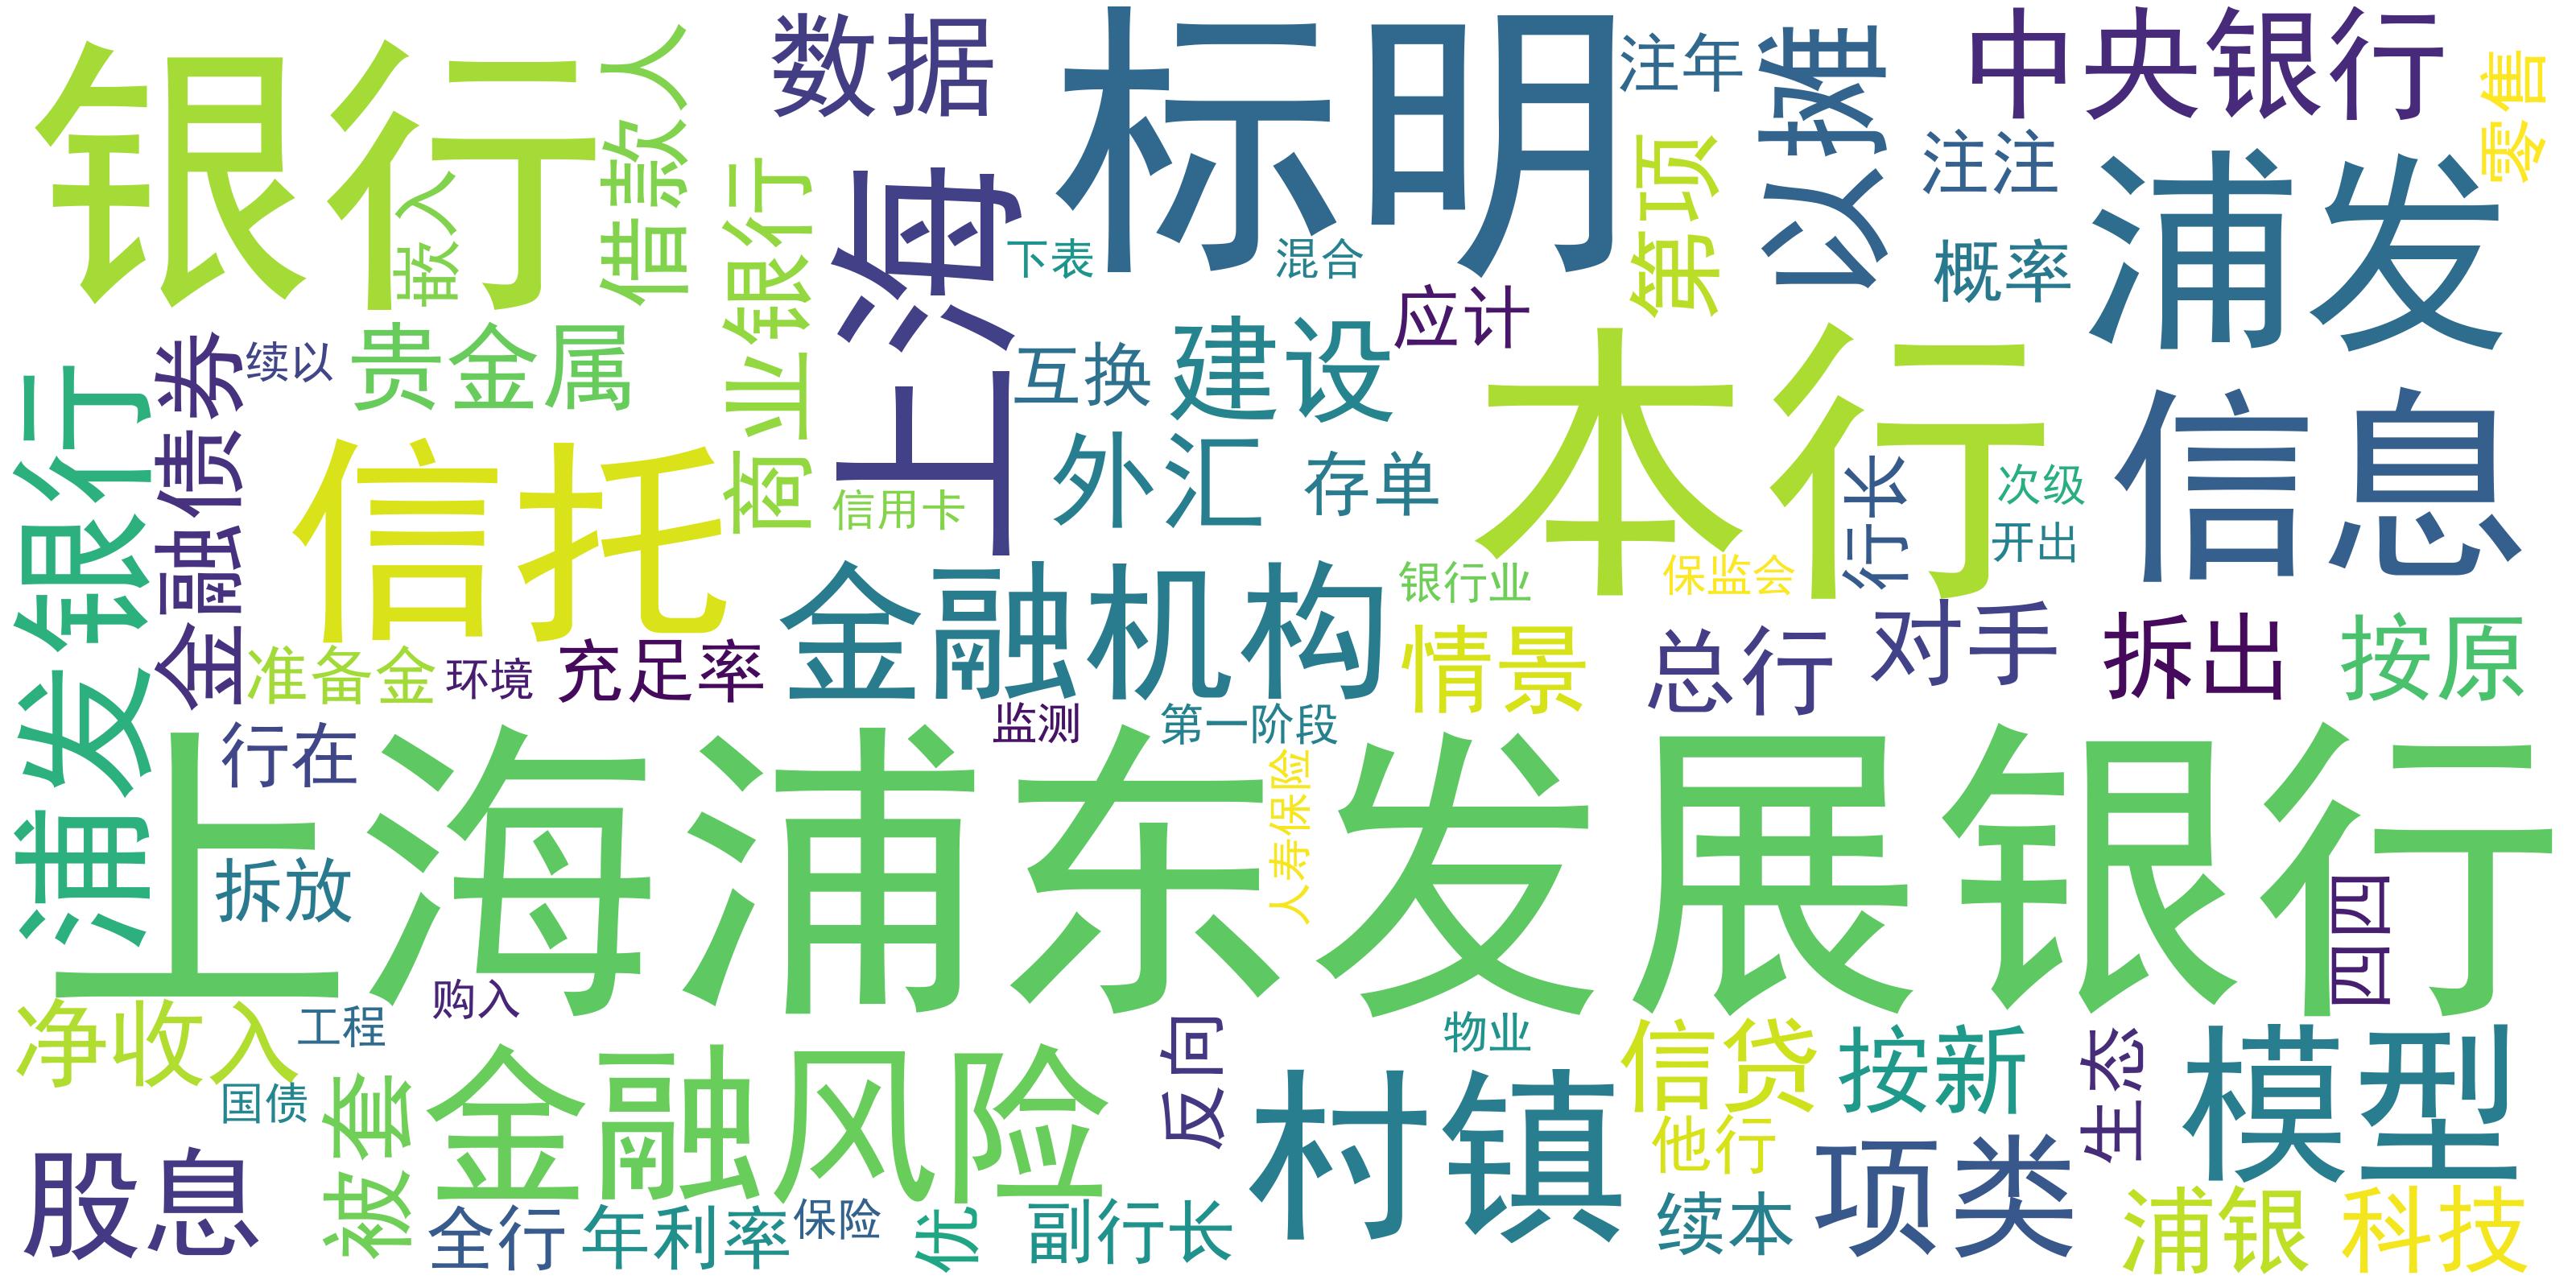 银行
嵌入
借款人
数据
标明
注年
以摊
中央银行
零售
商业银行
上海
下表
混合
第项
注注
概率
浦发
应计
续以
贵金属
互换
建设
本行
信息
浦发银行
金融债券
信托
信用卡
外汇
存单
行长
次级
开出
金融机构
银行业
保监会
准备金
环境
充足率
情景
总行
对手
拆出
按原
监测
第一阶段
行在
上海浦东发展银行
人寿保险
拆放
四四
购入
净收入
工程
国债
被套
金融风险
反向
物业
村镇
信贷
他行
按新
生态
模型
股息
全行
年利率
保险
优
副行长
续本
项类
浦银
科技